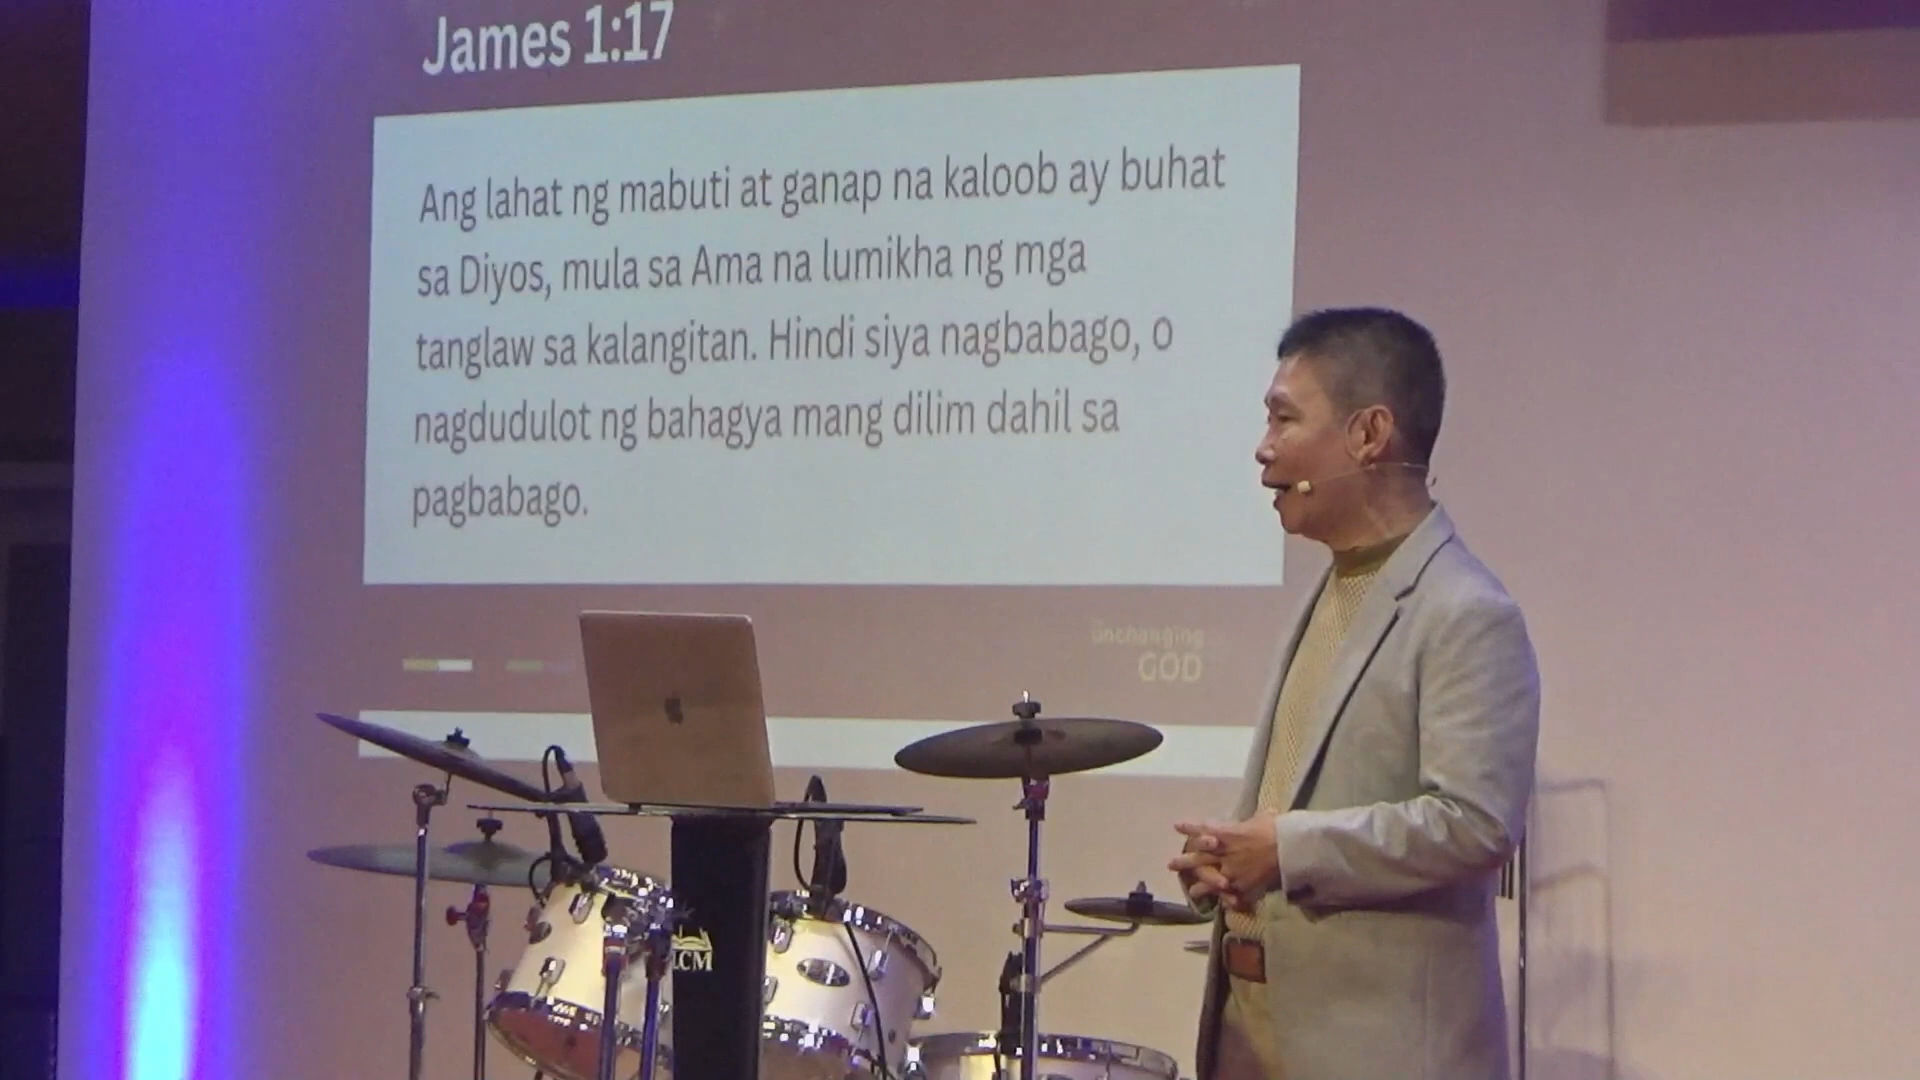 James 1:17
Ang lahat ng mabuti at ganap na kaloob ay buhat
sa Diyos, mula sa Ama na lumikha ng mga
tanglaw sa kalangitan. Hindi siya nagbabago, o
nagdudulot ng bahagya mang dilim dahil sa
pagbabago.
Unchanging
GOD
LCM